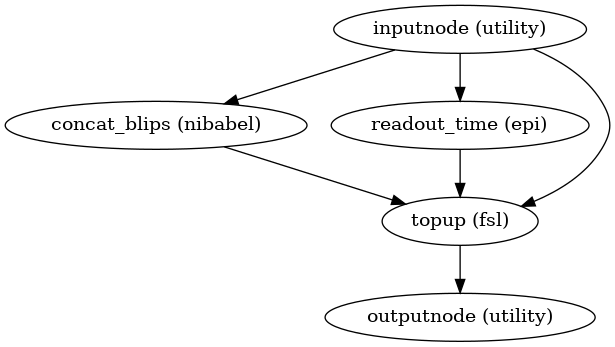 inputnode (utility)
concat_blips (nibabel)
readout_time (epi)
topup (fsl)
outputnode (utility)